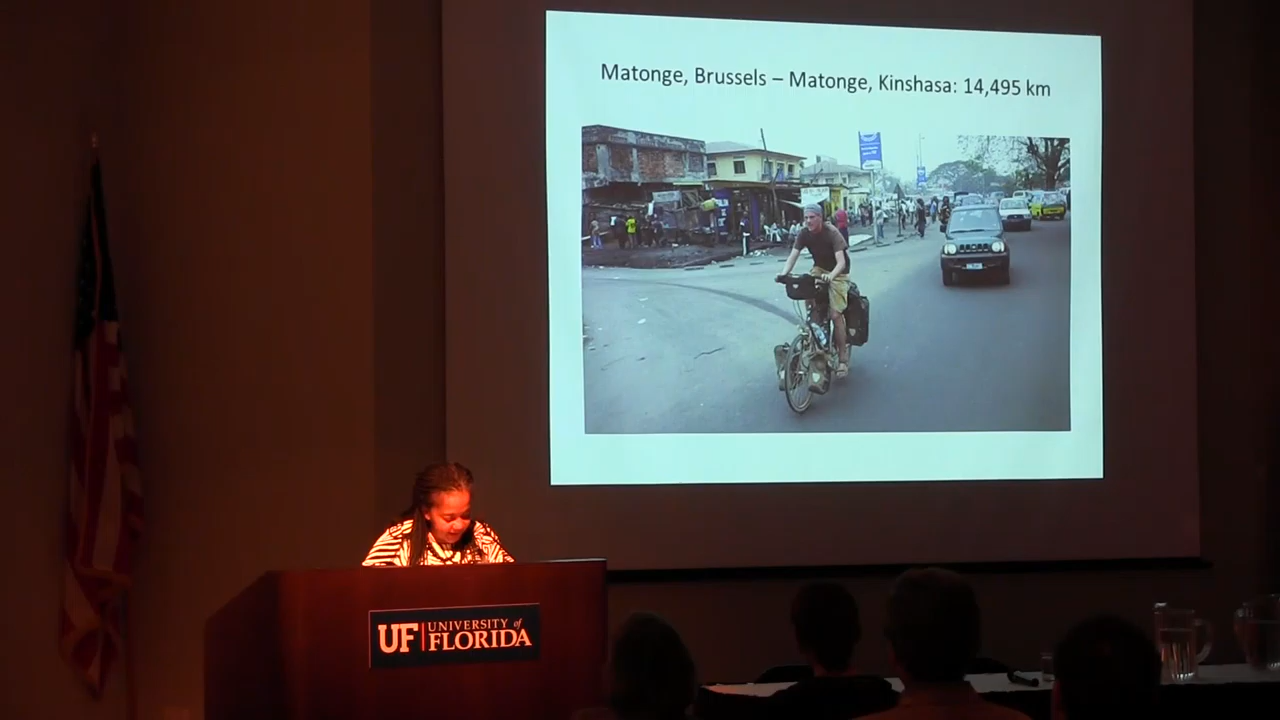 Matonge, Brussels – Matonge, Kinshasa: 14,495 km
UF UNIVERSITY of
FLORIDA